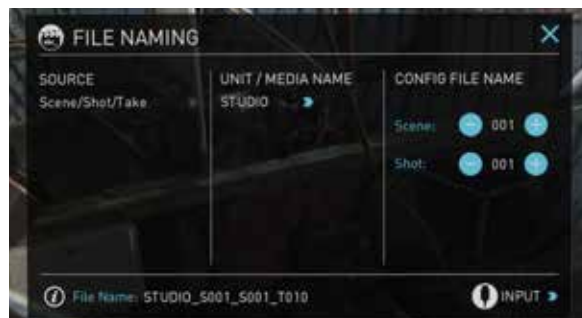 FILE NAMING
SOURCE
Scene/Shot/Take
UNIT / MEDIA NAME
STUDIO
CONFIG FILE NAME
Scene: 001
Shot: 001
File Name: STUDIO_S001_S001_T010
INPUT